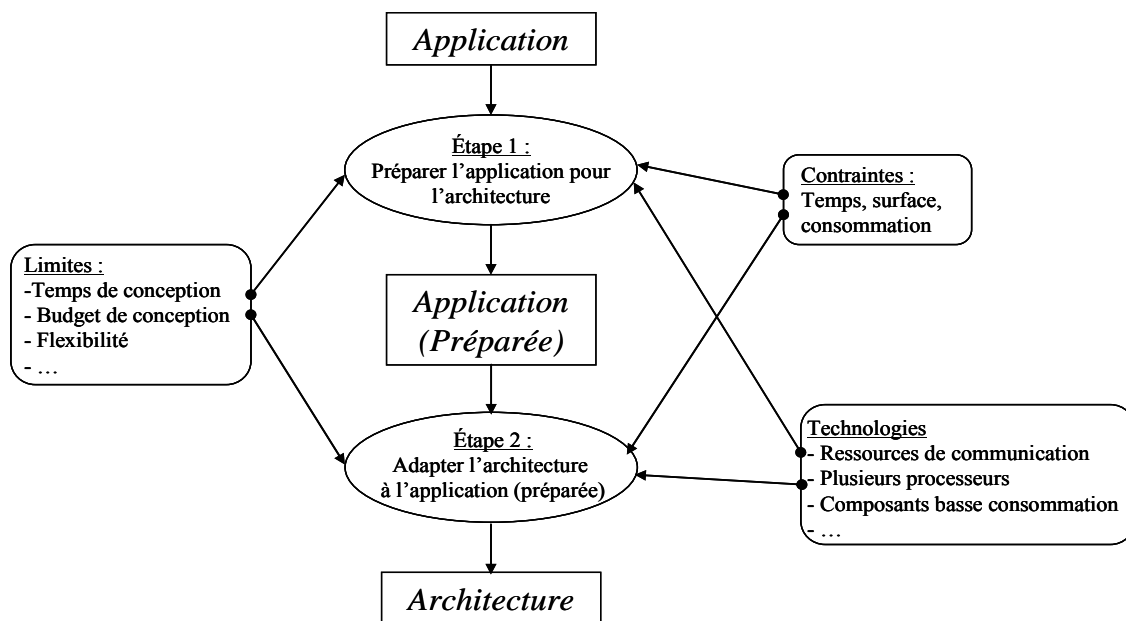 Application
Étape 1 :
Préparer l’application pour
l’architecture
Contraintes :
Temps, surface,
consommation
Limites :
-Temps de conception
- Budget de conception
- Flexibilité
- …
Application
(Préparée)
Étape 2 :
Adapter l’architecture
à l’application (préparée)
Technologies
- Ressources de communication
- Plusieurs processeurs
- Composants basse consommation
- …
Architecture